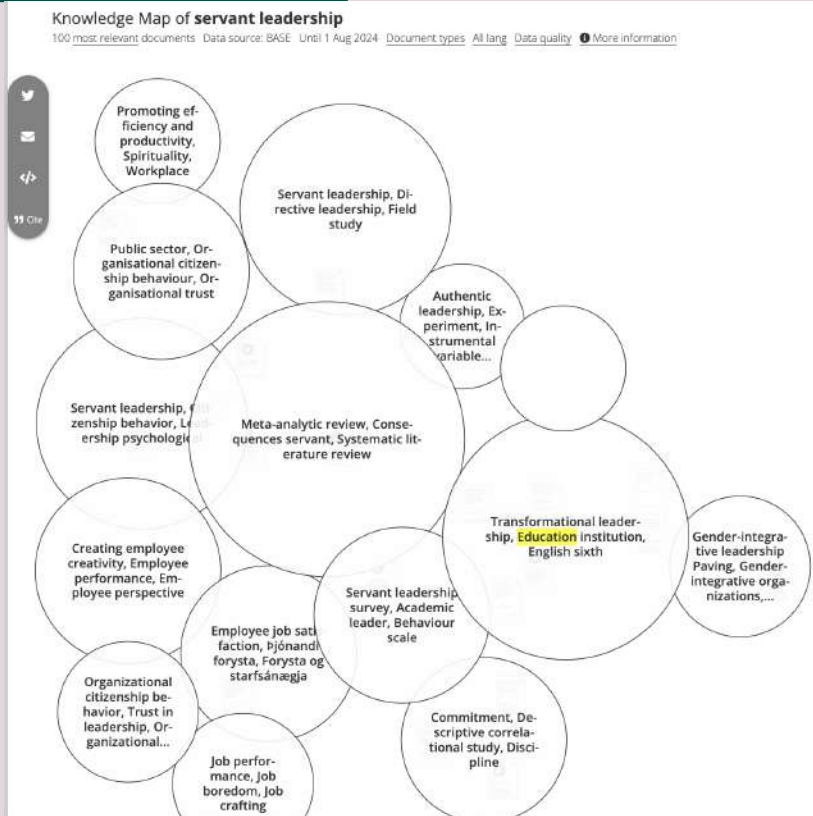 Knowledge Map of servant leadership
100 most relevant documents Data source: BASE Until 1 Aug 2024 Document types All lang Data quality More information
Cite
Promoting ef-
ficiency and
productivity,
Spirituality,
Workplace
Servant leadership, Di-
rective leadership, Field
study
Public sector, Or-
ganisational citizen-
ship behaviour, Or-
ganisational trust
Authentic
leadership, Ex-
periment, In-
strumental
variable...
Servant leadership,
zenship behavior,
ership
Meta-analytic review, Conse-
quences servant, Systematic lit-
erature review
Transformational leader-
ship, Education institution,
English sixth
Gender-integra-
tive leadership
Paving, Gender-
integrative orga-
nizations,...
Creating employee
creativity, Employee
performance, Em-
ployee perspective
Servant leadership
survey, Academic
leader, Behaviour
scale
Employee job
faction, Þjónandi
forysta, Forysta og
starfsánægja
Organizational
citizenship be-
havior, Trust in
leadership, Or-
ganizational...
Commitment, De-
scriptive correla-
tional study, Disci-
pline
Job perfor-
mance, Job
boredom, Job
crafting